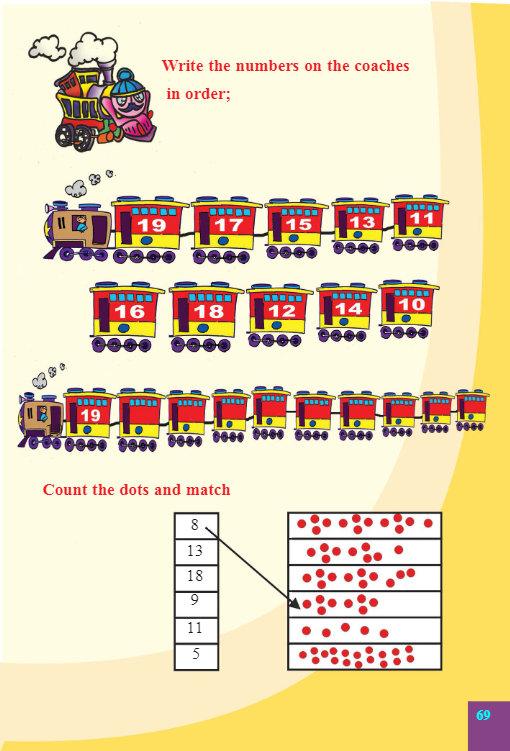 Write the numbers on the coaches
in order;
19 17 15 13 11
16 18 12 14 10
19
Count the dots and match
8
13
18
9
11
5
69